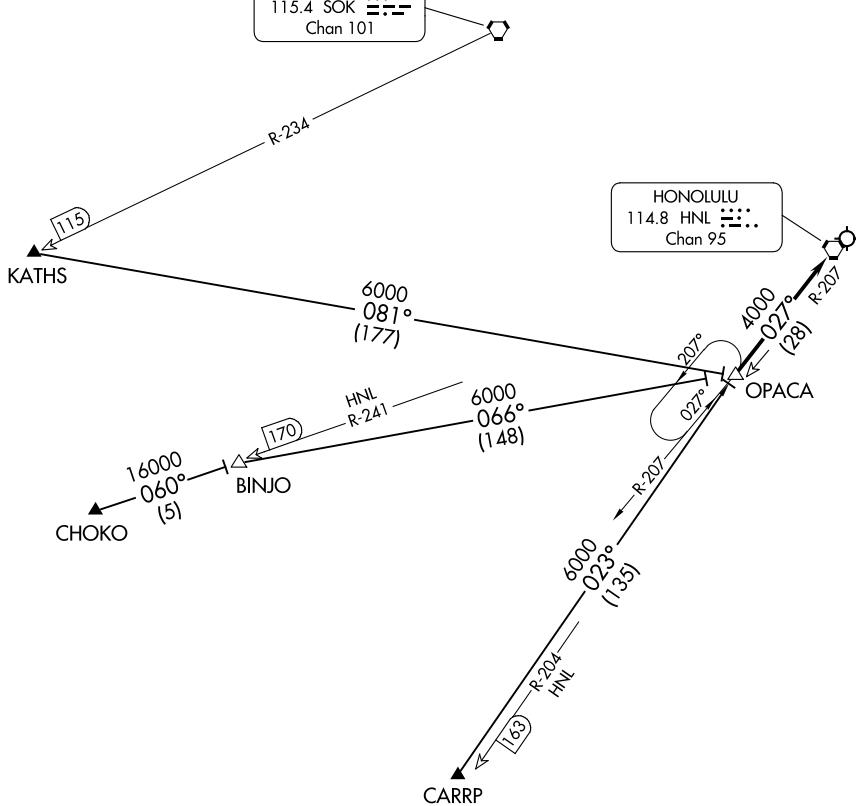 115.4 SOK
Chan 101
R-234
115
KATHS
HONOLULU
114.8 HNL
Chan 95
R-207
4000
027°
(28)
6000
081°
(177)
207°
027°
OPACA
HNL
R-241
170
6000
066°
(148)
16000
060°
(5)
BINJO
CHOKO
R-207
6000
023°
(135)
R-204
HNL
163
CARRP